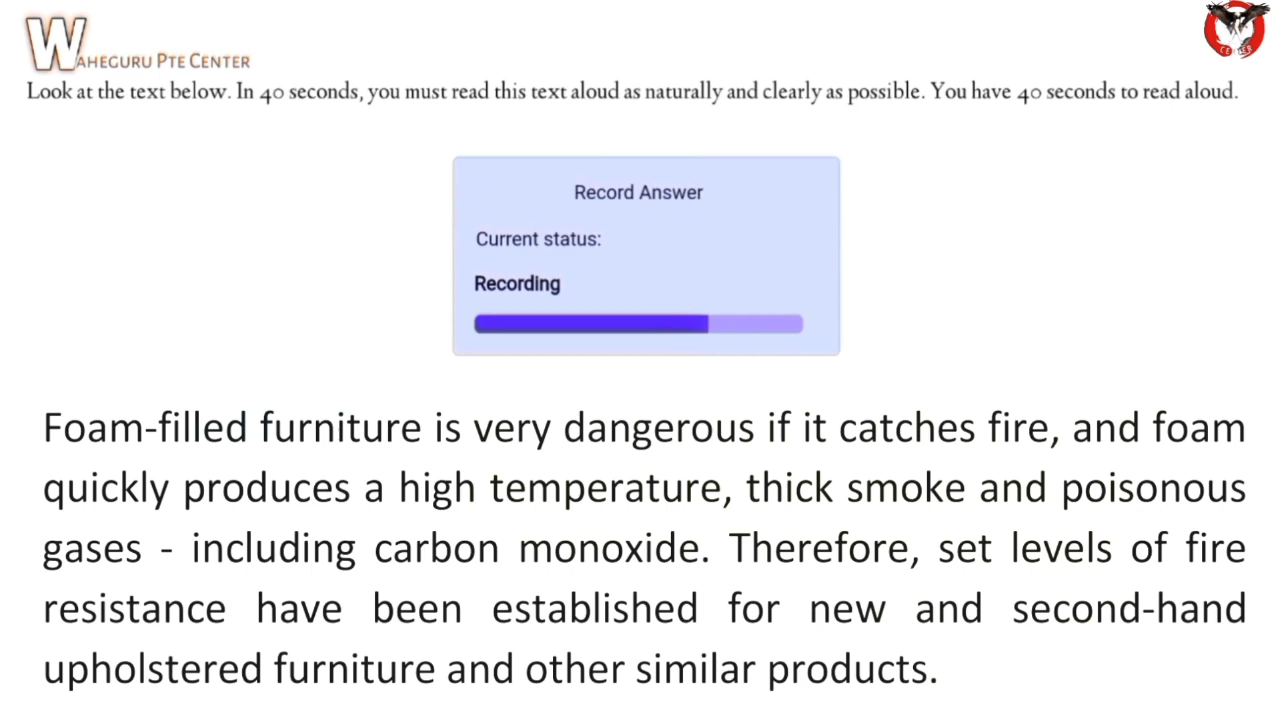 WAHEGURU PTE CENTER
Look at the text below. In 40 seconds, you must read this text aloud as naturally and clearly as possible. You have 40 seconds to read aloud.
Record Answer
Current status:
Recording
Foam-filled furniture is very dangerous if it catches fire, and foam
quickly produces a high temperature, thick smoke and poisonous
gases - including carbon monoxide. Therefore, set levels of fire
resistance have been established for new and second-hand
upholstered furniture and other similar products.